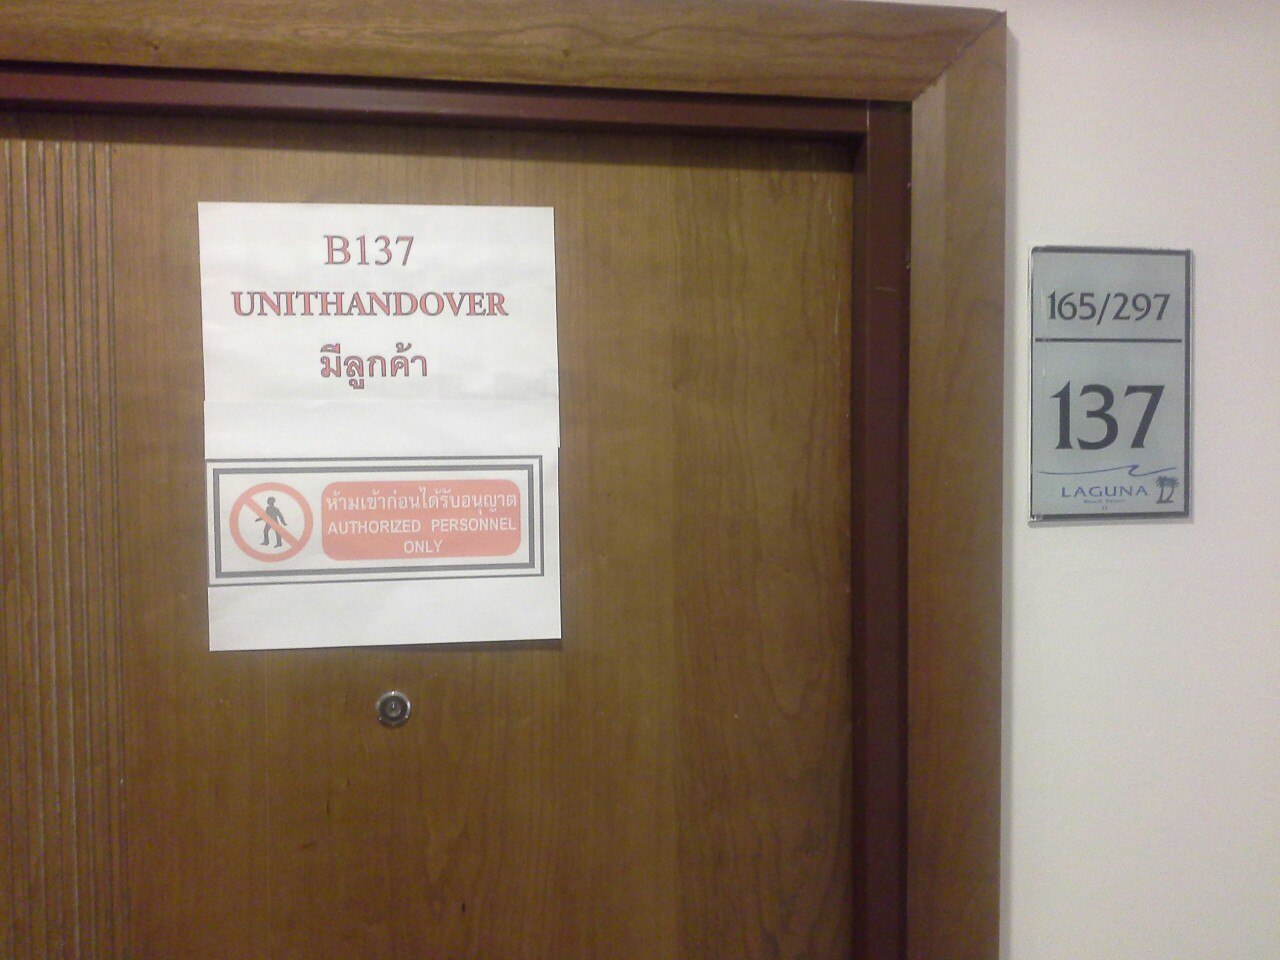 B137
UNITHANDOVER
มีลูกค้า
ห้ามเข้าก่อนได้รับอนุญาต
AUTHORIZED PERSONNEL
ONLY
165/297
137
LAGUNA